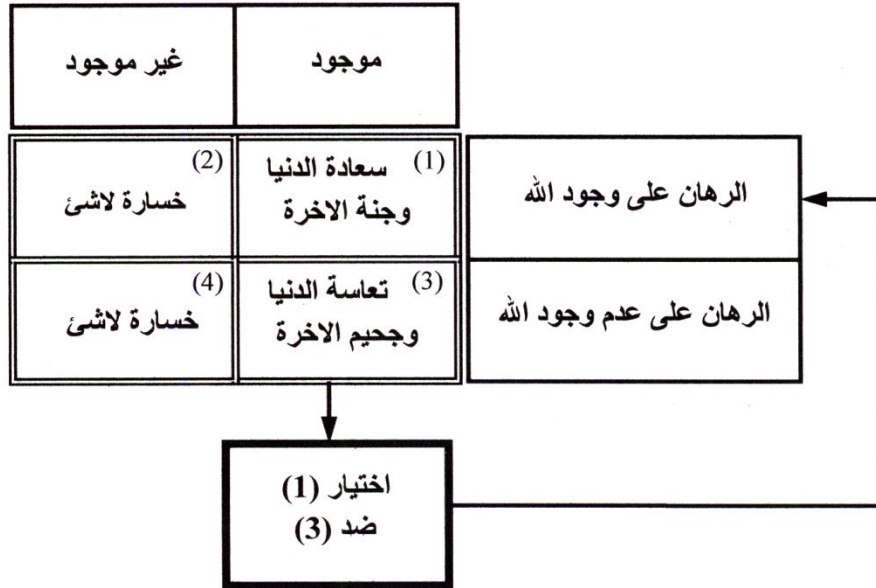 موجود
غير موجود
الرهان على وجود الله
(1) سعادة الدنيا
وجنة الاخرة
(2)
خسارة لاشئ
الرهان على عدم وجود الله
(3) تعاسة الدنيا
وجحيم الاخرة
(4)
خسارة لاشئ
اختيار (1)
ضد (3)